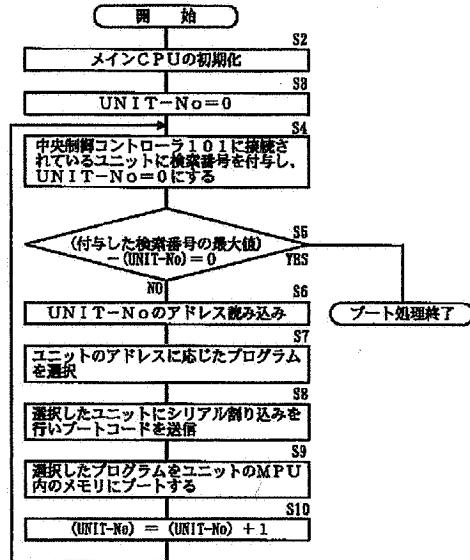 開 始
S2
メインCPUの初期化
S3
UNIT-No=0
S4
中央制御コントローラ101に接続さ
れているユニットに検索番号を付与し、
UNIT-No=0にする
S5
(付与した検索番号の最大値)
-(UNIT-No)=0
YES
NO
S6
UNIT-Noのアドレス読み込み
ブート処理終了
S7
ユニットのアドレスに応じたプログラム
を選択
S8
選択したユニットにシリアル割り込みを
行いブートコードを送信
S9
選択したプログラムをユニットのMPU
内のメモリにブートする
S10
(UNIT-No) = (UNIT-No) +1